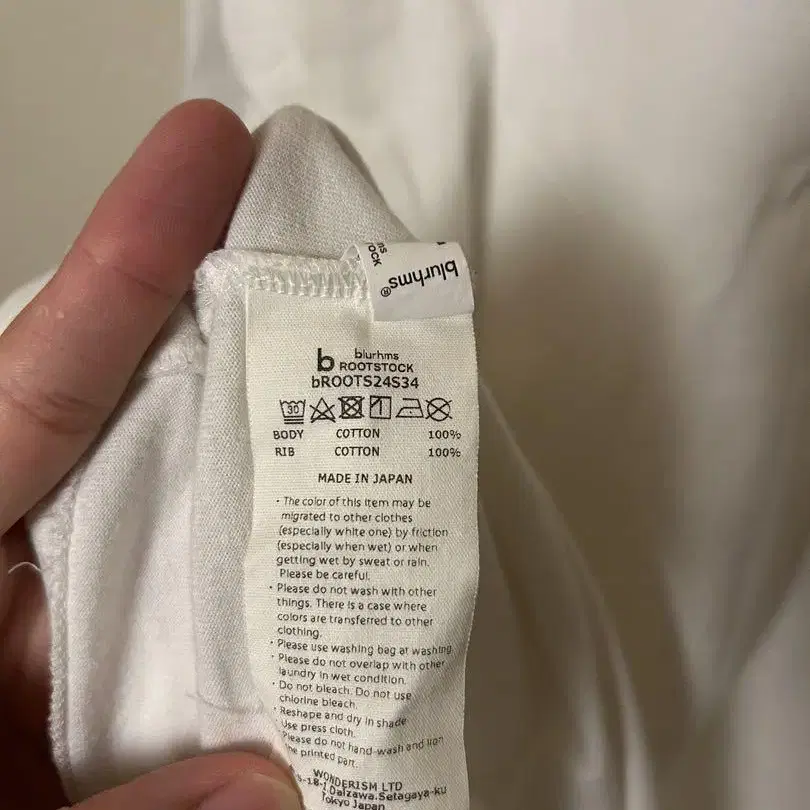 ns
OCK
blurhms®
b blurhms
ROOTSTOCK
bROOTS24S34
30
BODY COTTON 100%
RIB COTTON 100%
MADE IN JAPAN
・The color of this item may be
migrated to other clothes
(especially white one) by friction
(especially when wet) or when
getting wet by sweat or rain.
Please be careful.
・Please do not wash with other
things. There is a case where
colors are transferred to other
clothing.
・Please use washing bag at washing
・Please do not overlap with other
laundry in wet condition.
・Do not bleach. Do not use
chlorine bleach.
・Reshape and dry in shade
Use press cloth.
Please do not hand-wash and iron
he printed part.
WONDERISM LTD
-18-1 Daizawa.Setagaya-ku
Tokyo Japan